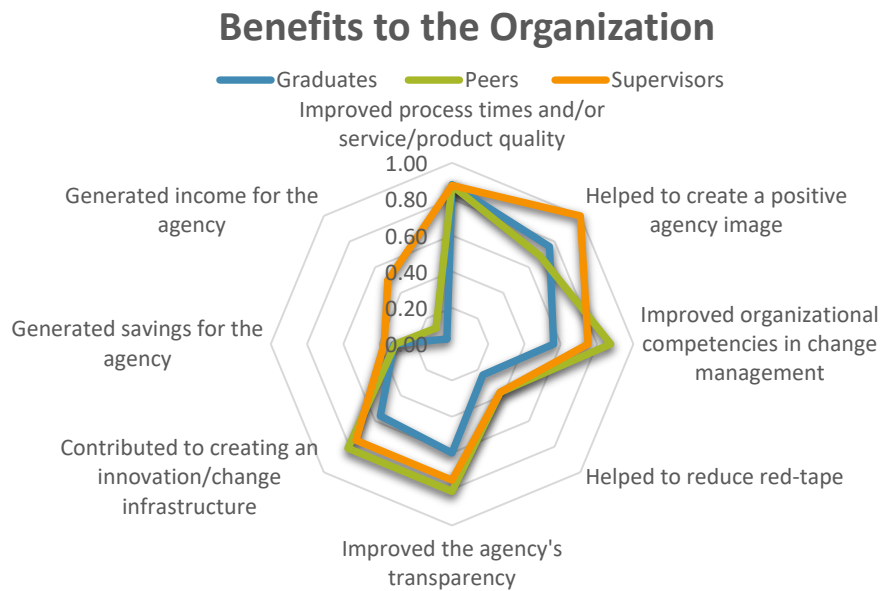 Benefits to the Organization
Graduates Peers Supervisors
Improved process times and/or
service/product quality
1.00
0.80
0.60
0.40
0.20
0.00
Helped to create a positive
agency image
Improved organizational
competencies in change
management
Helped to reduce red-tape
Improved the agency's
transparency
Contributed to creating an
innovation/change
infrastructure
Generated savings for the
agency
Generated income for the
agency